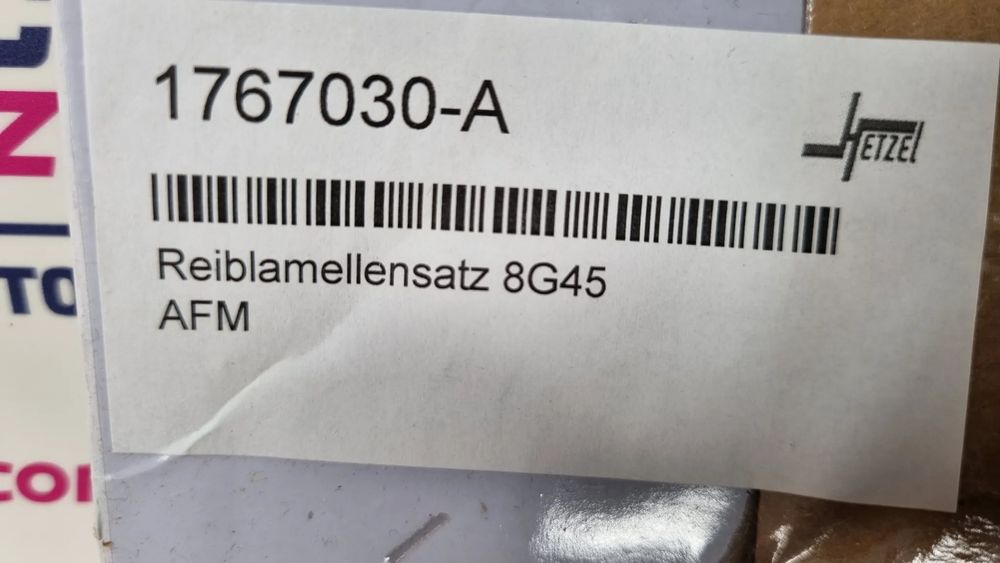 1767030-A
HETZEL
Reiblamellensatz 8G45
AFM